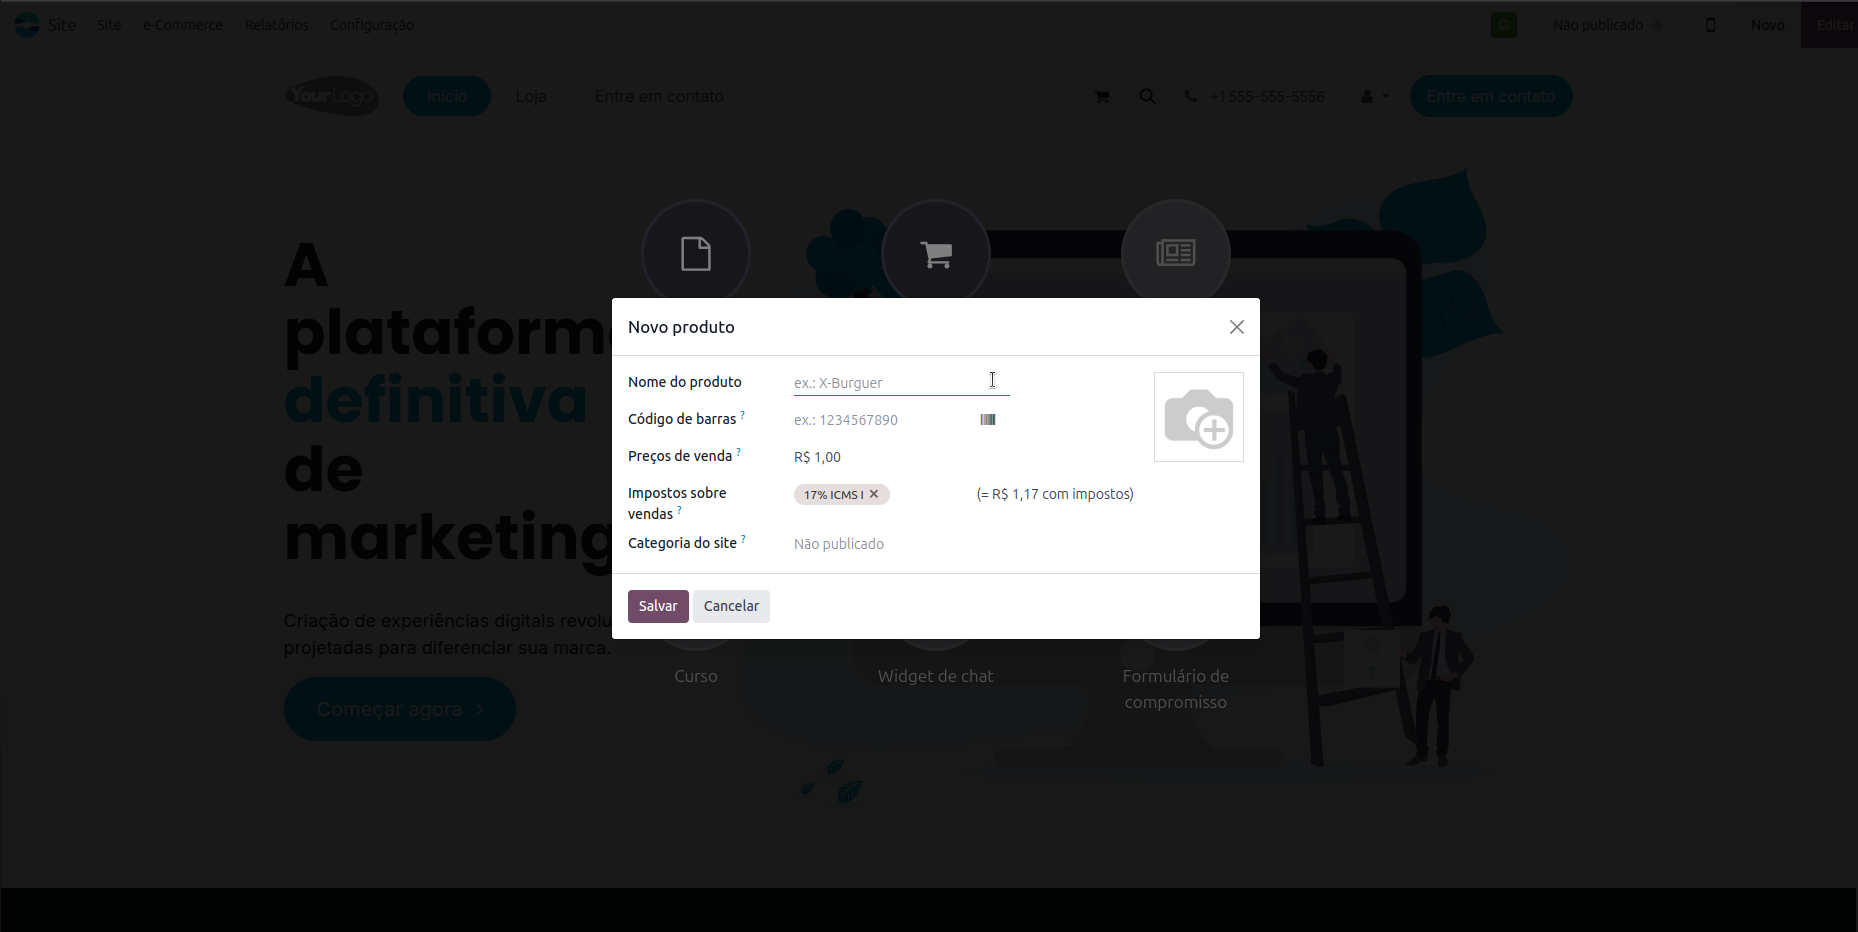 Site
Site
e-Commerce
Relatórios
Configuração
G
Não publicado
Novo
Editar
YourLogo
Início
Loja
Entre em contato
+1 555-555-5556
Entre em contato
A
plataforma
definitiva
de
marketing
Novo produto
Nome do produto
ex.: X-Burguer
Código de barras ?
ex.: 1234567890
Preços de venda ?
R$ 1,00
Impostos sobre
vendas ?
17% ICMS I
(= R$ 1,17 com impostos)
Categoria do site ?
Não publicado
Salvar
Cancelar
Criação de experiências digitais revolu
projetadas para diferenciar sua marca.
Começar agora
Curso
Widget de chat
Formulário de
compromisso